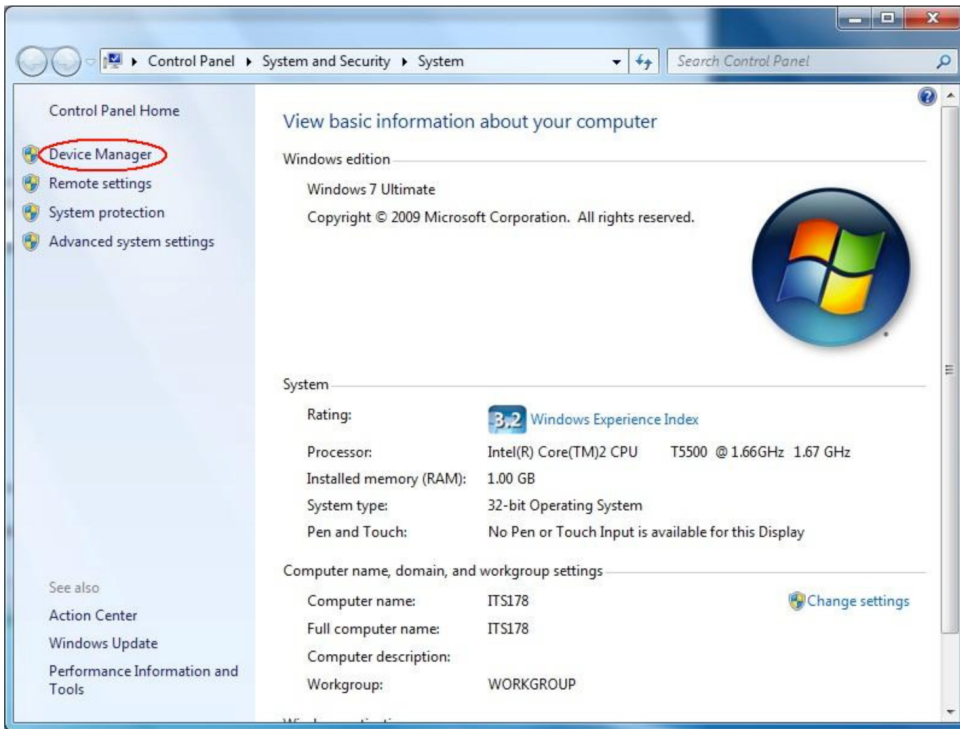 Control Panel ▸ System and Security ▸ System
Search Control Panel
Control Panel Home
Device Manager
Remote settings
System protection
Advanced system settings
See also
Action Center
Windows Update
Performance Information and
Tools
View basic information about your computer
Windows edition
Windows 7 Ultimate
Copyright © 2009 Microsoft Corporation. All rights reserved.
System
Rating: 3.2 Windows Experience Index
Processor: Intel(R) Core(TM)2 CPU T5500 @ 1.66GHz 1.67 GHz
Installed memory (RAM): 1.00 GB
System type: 32-bit Operating System
Pen and Touch: No Pen or Touch Input is available for this Display
Computer name, domain, and workgroup settings
Computer name: ITS178 Change settings
Full computer name: ITS178
Computer description:
Workgroup: WORKGROUP